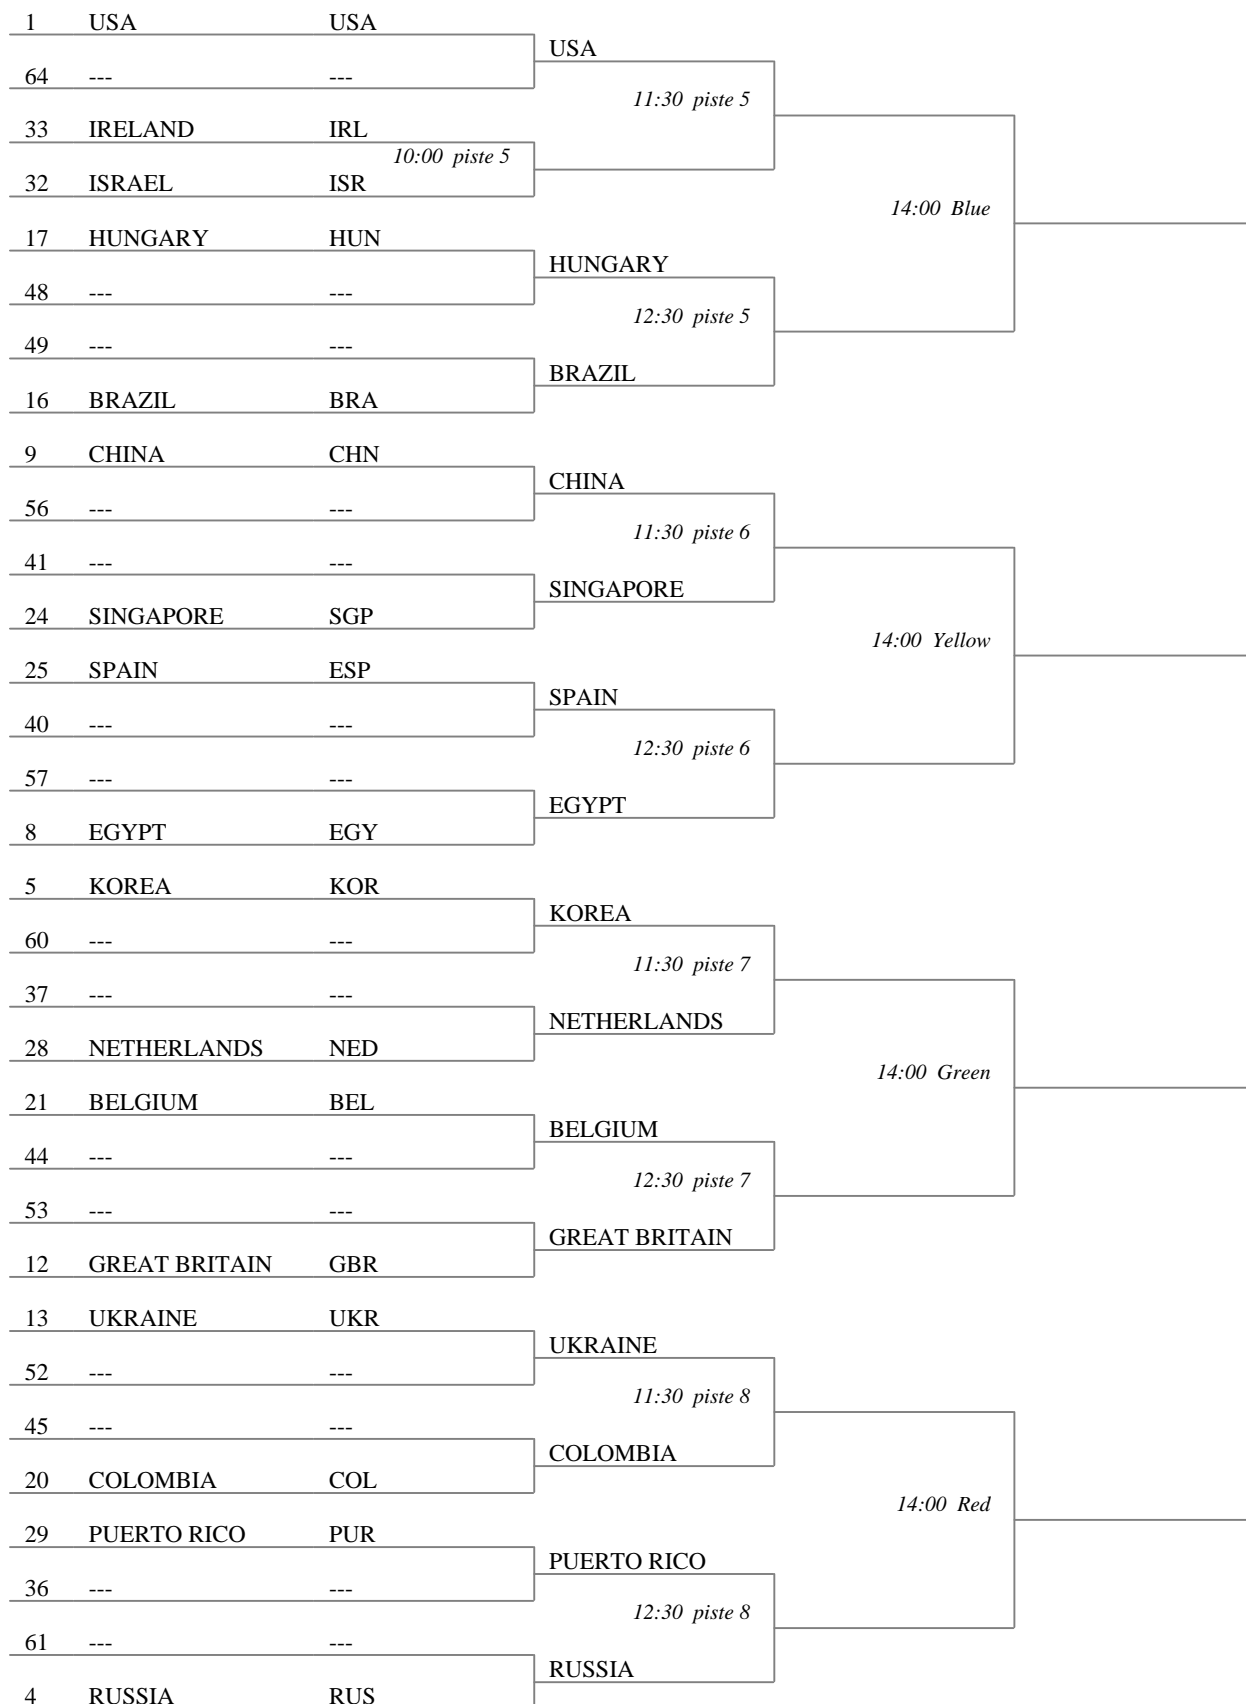 1 USA USA
USA
64 --- ---
11:30 piste 5
33 IRELAND IRL
10:00 piste 5
32 ISRAEL ISR
14:00 Blue
17 HUNGARY HUN
HUNGARY
48 --- ---
12:30 piste 5
49 --- ---
BRAZIL
16 BRAZIL BRA
9 CHINA CHN
CHINA
56 --- ---
11:30 piste 6
41 --- ---
SINGAPORE
24 SINGAPORE SGP
14:00 Yellow
25 SPAIN ESP
SPAIN
40 --- ---
12:30 piste 6
57 --- ---
EGYPT
8 EGYPT EGY
5 KOREA KOR
KOREA
60 --- ---
11:30 piste 7
37 --- ---
NETHERLANDS
28 NETHERLANDS NED
14:00 Green
21 BELGIUM BEL
BELGIUM
44 --- ---
12:30 piste 7
53 --- ---
GREAT BRITAIN
12 GREAT BRITAIN GBR
13 UKRAINE UKR
UKRAINE
52 --- ---
11:30 piste 8
45 --- ---
COLOMBIA
20 COLOMBIA COL
14:00 Red
29 PUERTO RICO PUR
PUERTO RICO
36 --- ---
12:30 piste 8
61 --- ---
RUSSIA
4 RUSSIA RUS